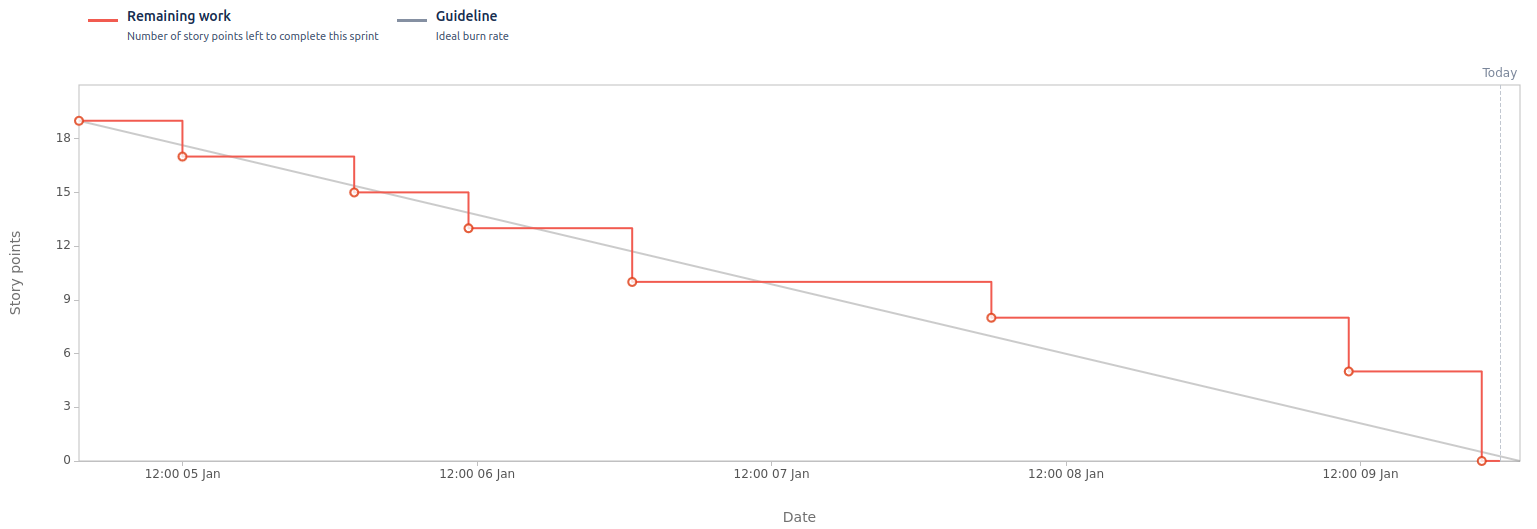 Remaining work
Number of story points left to complete this sprint
Guideline
Ideal burn rate
Today
Story points
18
15
12
9
6
3
0
12:00 05 Jan
12:00 06 Jan
12:00 07 Jan
12:00 08 Jan
12:00 09 Jan
Date